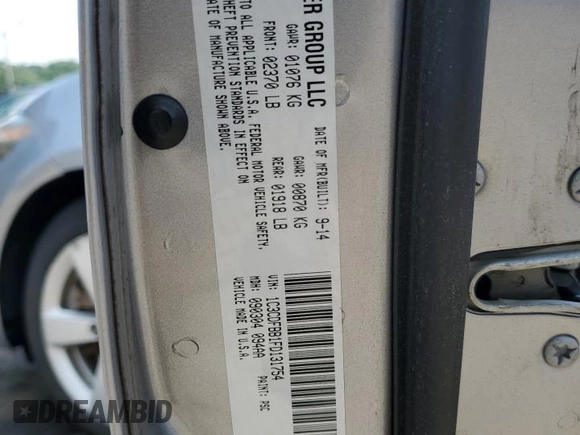 ER GROUP LLC
DATE OF MFR(BUILT): 9-14
GAWR: 01076 KG
GAWR: 00870 KG
FRONT: 02370 LB
REAR: 01918 LB
TO ALL APPLICABLE U.S.A. FEDERAL MOTOR VEHICLE SAFETY,
THEFT PREVENTION STANDARDS IN EFFECT ON
DATE OF MANUFACTURE SHOWN ABOVE.
VIN: 1C3CDFBB1FD131754
MDH: 090304 094AA
PAINT: PSC
VEHICLE MADE IN U.S.A.
DREAMBID